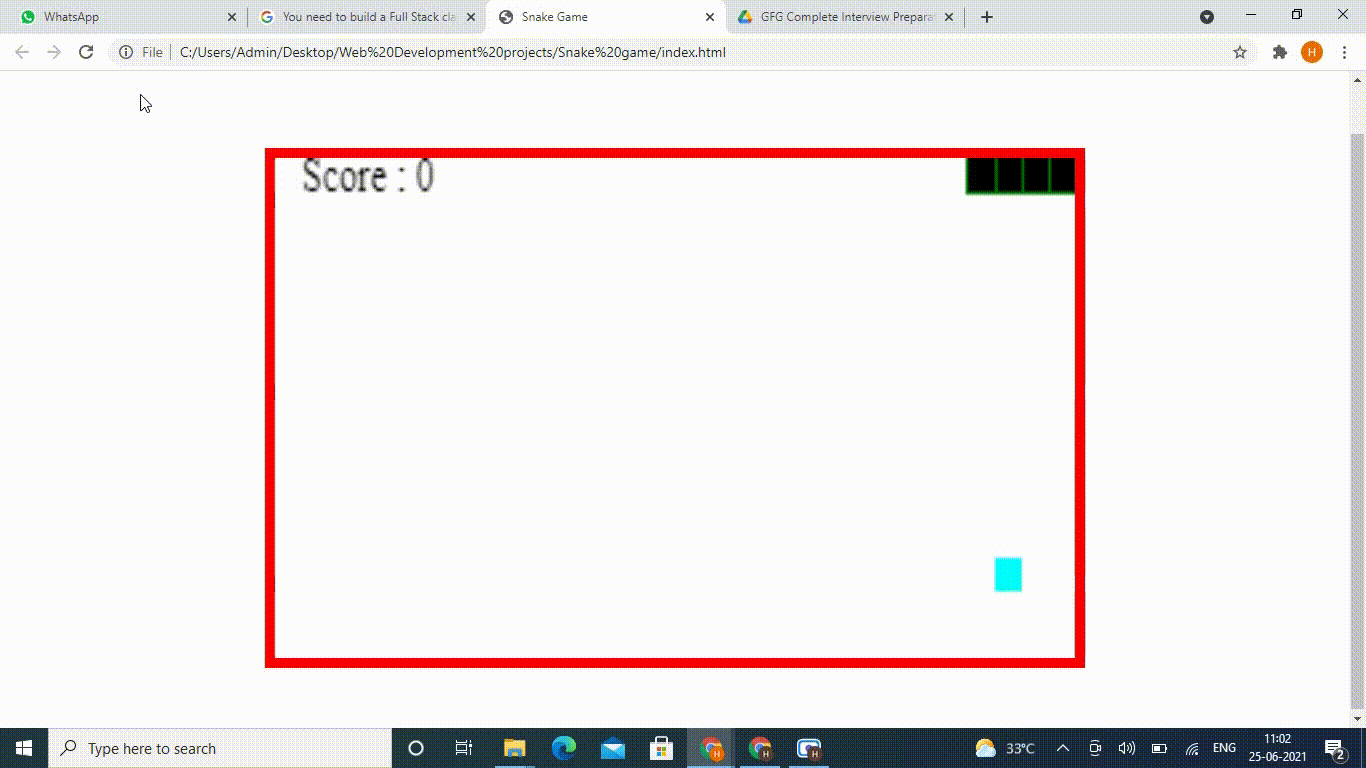 WhatsApp
You need to build a Full Stack cla
Snake Game
GFG Complete Interview Prepara
File
C:/Users/Admin/Desktop/Web%20Development%20projects/Snake%20game/index.html
H
Score : 0
Type here to search
H
H
H
33°C
ENG
11:02
25-06-2021
2